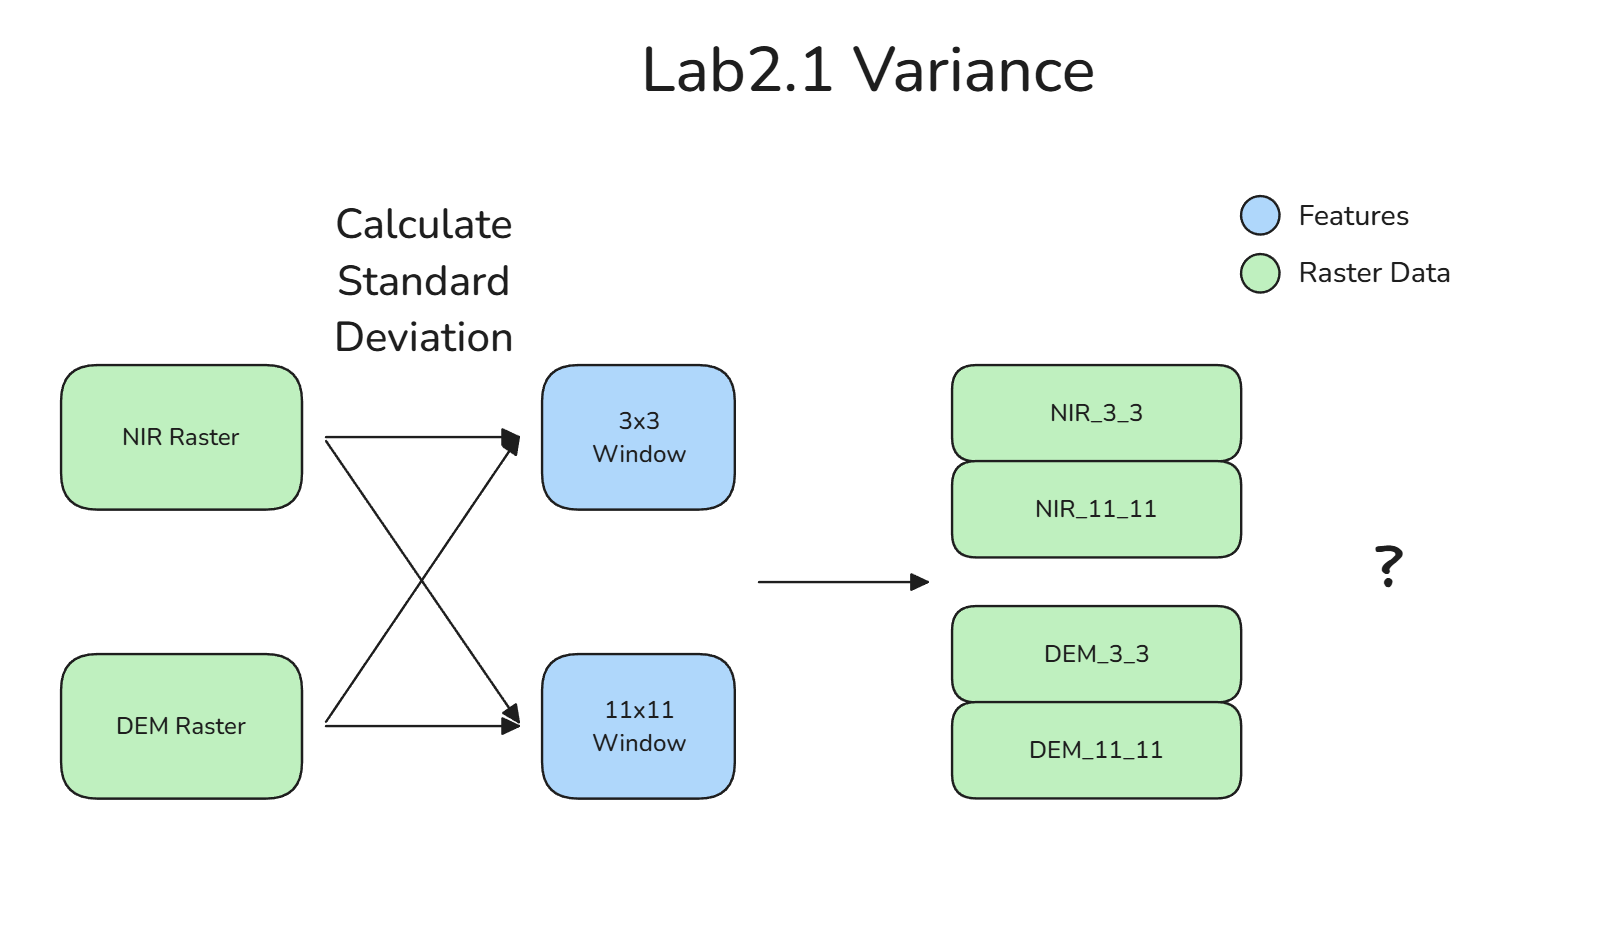 Lab2.1 Variance
Calculate
Standard
Deviation
Features
Raster Data
NIR Raster
3x3
Window
NIR_3_3
NIR_11_11
?
DEM Raster
11x11
Window
DEM_3_3
DEM_11_11